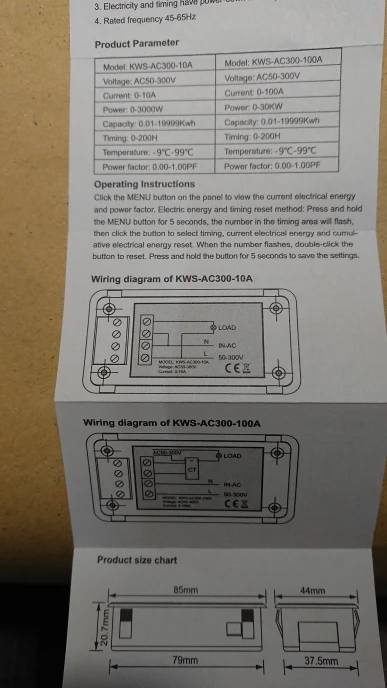 3. Electricity and timing have
4. Rated frequency 45-65Hz
Product Parameter
Model: KWS-AC300-10A Model: KWS-AC300-100A
Voltage: AC50-300V Voltage: AC50-300V
Current: 0-10A Current: 0-100A
Power: 0-3000W Power: 0-30KW
Capacity: 0.01-19999Kwh Capacity: 0.01-19999Kwh
Timing: 0-200H Timing: 0-200H
Temperature: -9℃-99℃ Temperature: -9℃-99℃
Power factor: 0.00-1.00PF Power factor: 0.00-1.00PF
Operating Instructions
Click the MENU button on the panel to view the current electrical energy
and power factor. Electric energy and timing reset method: Press and hold
the MENU button for 5 seconds, the number in the timing area will flash,
then click the button to select timing, current electrical energy and cumul-
ative electrical energy reset. When the number flashes, double-click the
button to reset. Press and hold the button for 5 seconds to save the settings.
Wiring diagram of KWS-AC300-10A
LOAD
N IN-AC
L 50-300V
MODEL: KWS-AC300-10A
Current: 0-10A
CE
Wiring diagram of KWS-AC300-100A
AC50-300V
LOAD
CT
N IN-AC
L 50-300V
CE
Product size chart
85mm 44mm
20.7mm
79mm 37.5mm